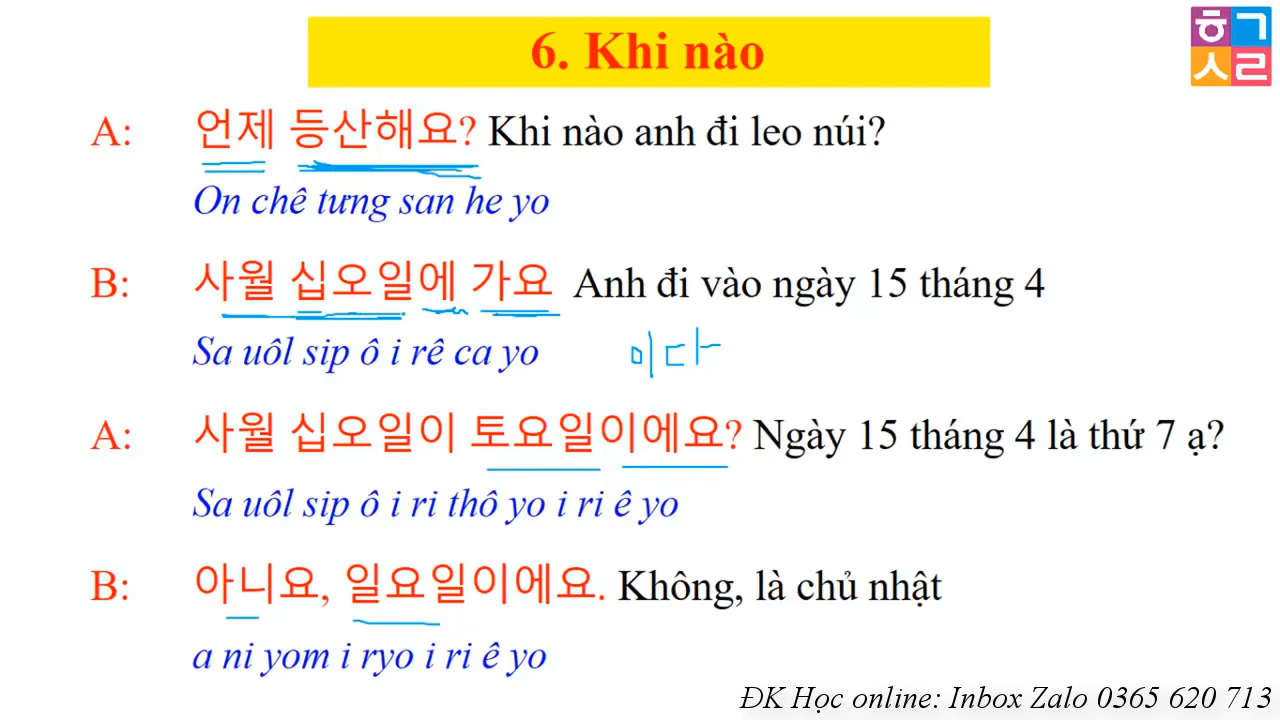 6. Khi nào
ㅎㄱ
ㅅㄹ
A: 언제 등산해요? Khi nào anh đi leo núi?
On chê tưng san he yo
B: 사월 십오일에 가요 Anh đi vào ngày 15 tháng 4
Sa uôl sip ô i rê ca yo
이다
A: 사월 십오일이 토요일이에요? Ngày 15 tháng 4 là thứ 7 ạ?
Sa uôl sip ô i ri thô yo i ri ê yo
B: 아니요, 일요일이에요. Không, là chủ nhật
a ni yom i ryo i ri ê yo
ĐK Học online: Inbox Zalo 0365 620 713